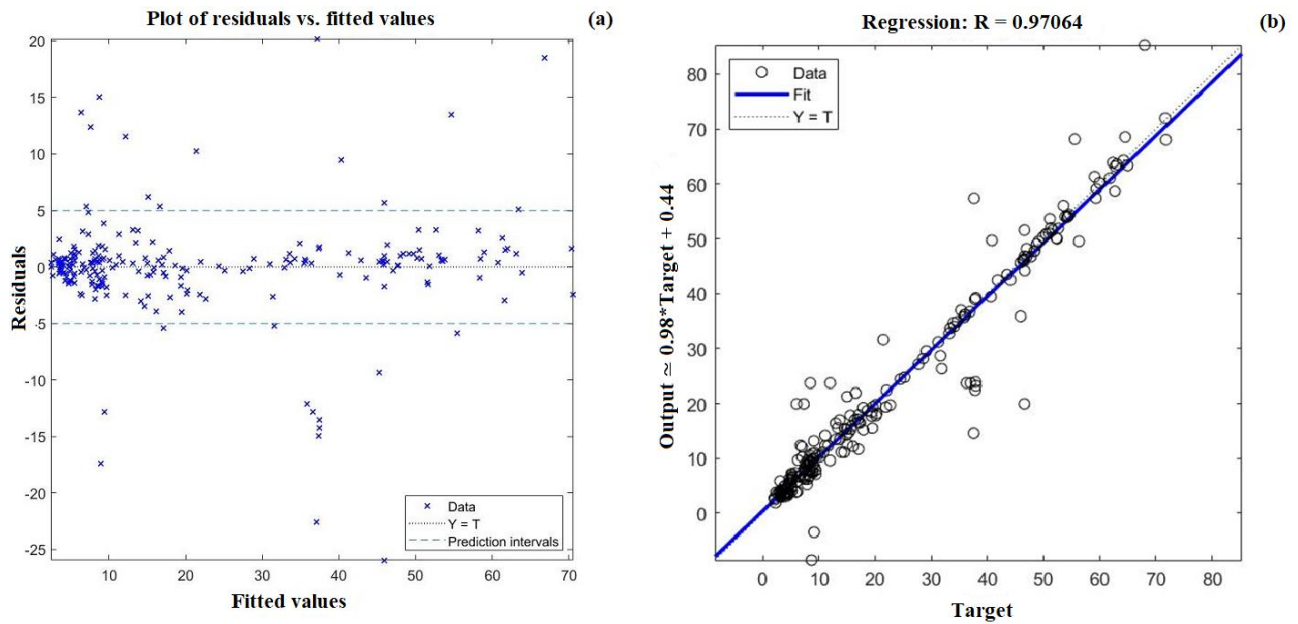 Plot of residuals vs. fitted values
(a)
20
15
10
5
0
-5
-10
-15
-20
-25
Residuals
Data
Y = T
Prediction intervals
10
20
30
40
50
60
70
Fitted values
Regression: R = 0.97064
(b)
Data
Fit
Y = T
80
70
60
50
40
30
20
10
0
Output ≃ 0.98*Target + 0.44
0
10
20
30
40
50
60
70
80
Target